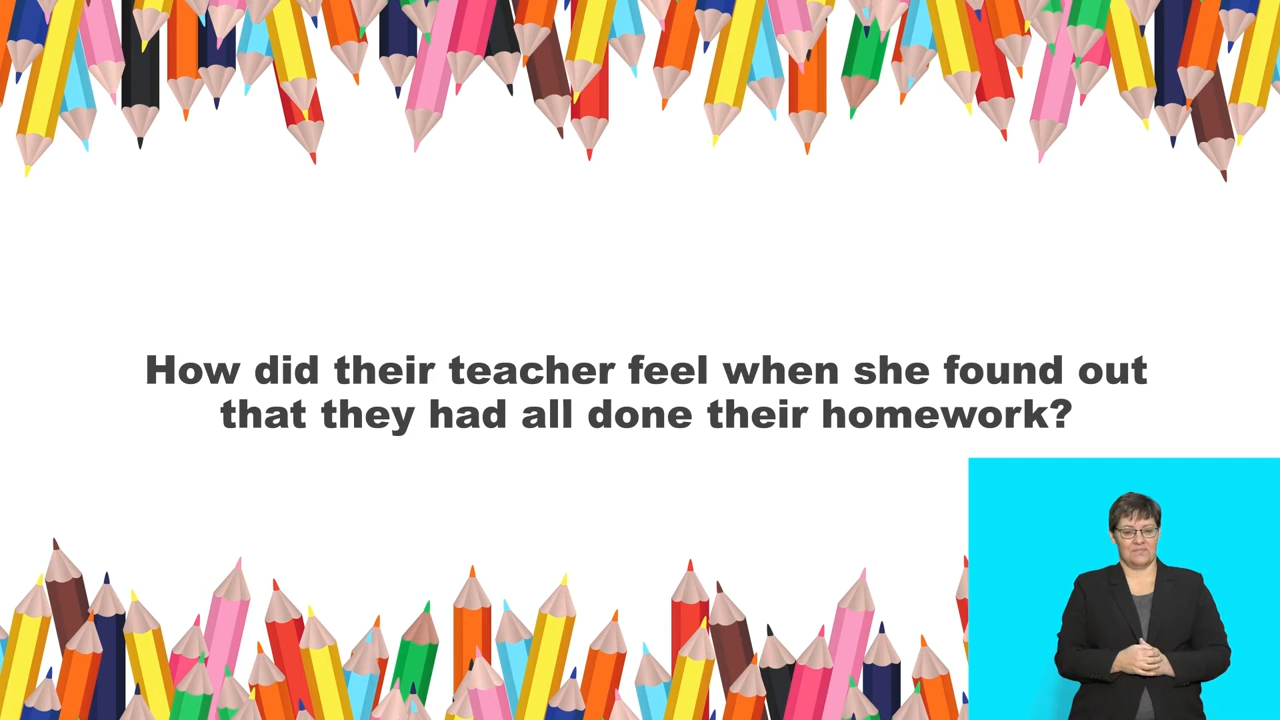 How did their teacher feel when she found out
that they had all done their homework?